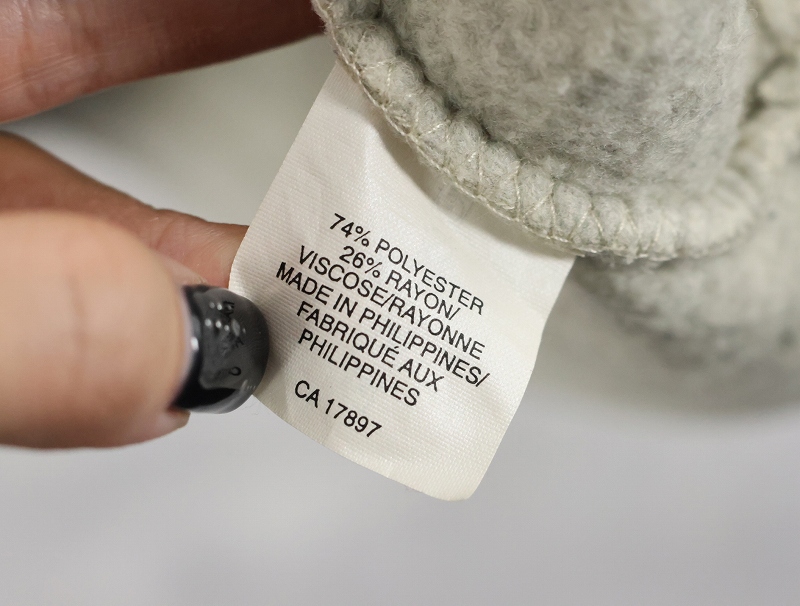 74% POLYESTER
26% RAYON/
VISCOSE/RAYONNE
MADE IN PHILIPPINES/
FABRIQUÉ AUX
PHILIPPINES
CA 17897